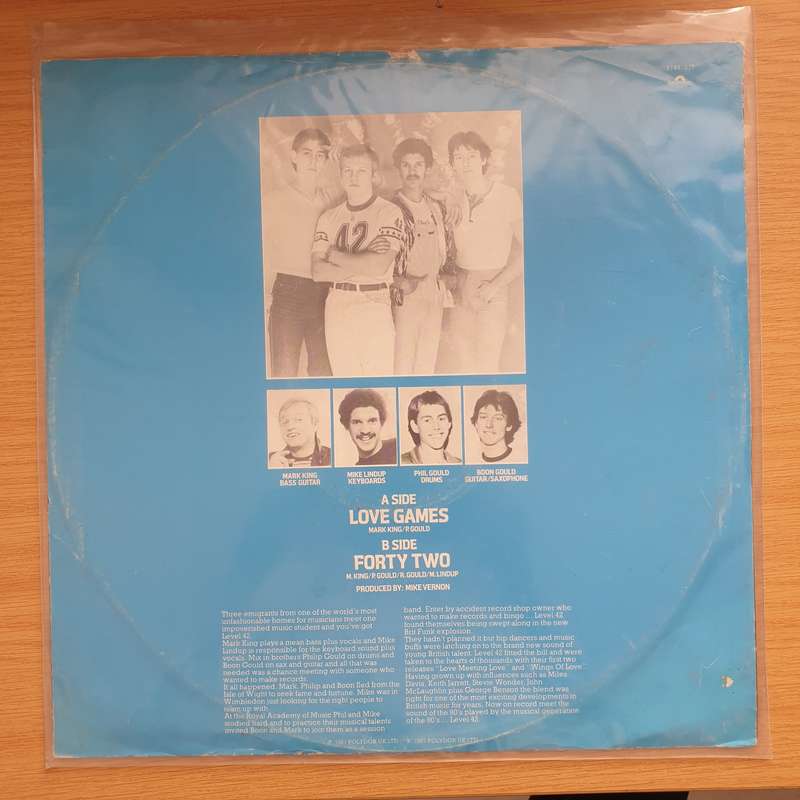 42
MARK KING
BASS GUITAR
MIKE LINDUP
KEYBOARDS
PHIL GOULD
DRUMS
BOON GOULD
GUITAR/SAXOPHONE
A SIDE
LOVE GAMES
MARK KING/P. GOULD
B SIDE
FORTY TWO
M. KING/P. GOULD/R. GOULD/M. LINDUP
PRODUCED BY: MIKE VERNON
Three emigrants from one of the world's most
unfashionable homes for musicians meet one
impoverished music student and you've got
Level 42.
Mark King plays a mean bass plus vocals and Mike
Lindup is responsible for the keyboard sound plus
vocals. Mix in brothers Philip Gould on drums and
Boon Gould on sax and guitar and all that was
needed was a chance meeting with someone who
wanted to make records.
It all happened. Mark, Philip and Boon fled from the
Isle of Wight to seek fame and fortune. Mike was in
Wimbledon just looking for the right people to
team up with.
At the Royal Academy of Music Phil and Mike
studied hard and to practice their musical talents
invited Boon and Mark to join them as a session
band. Enter by accident record shop owner who
wanted to make records and bingo ... Level 42
found themselves being swept along in the new
Brit Funk explosion.
They hadn't planned it but hip dancers and music
buffs were latching on to the brand new sound of
young British talent. Level 42 fitted the bill and were
taken to the hearts of thousands with their first two
releases "Love Meeting Love" and "Wings Of Love".
Having grown up with influences such as Miles
Davis, Keith Jarrett, Stevie Wonder, John
McLaughlin plus George Benson the blend was
right for one of the most exciting developments in
British music for years. Now on record meet the
sound of the 80's played by the musical generation
of the 80's ... Level 42.
℗ 1981 POLYDOR UK LTD. © 1981 POLYDOR UK LTD.